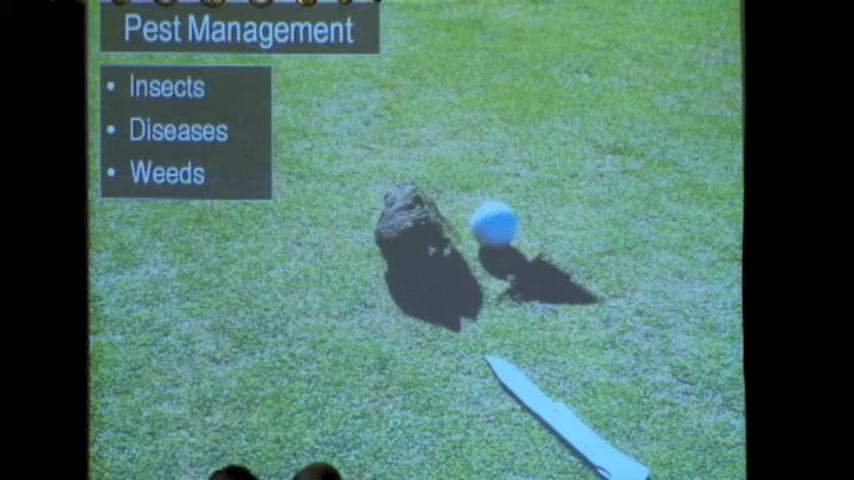 Pest Management
• Insects
• Diseases
• Weeds